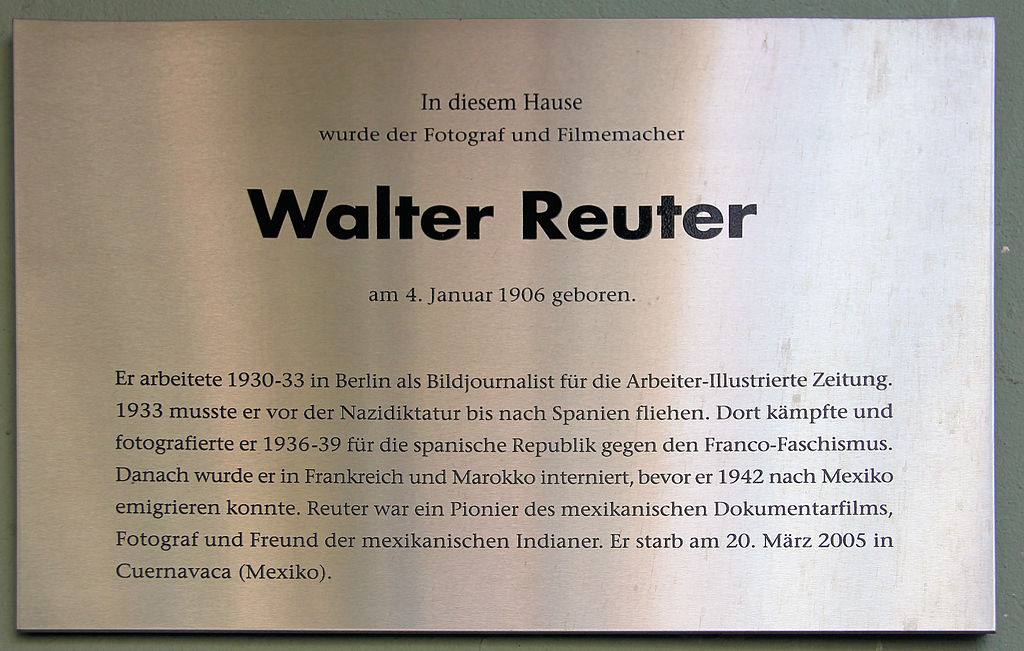 In diesem Hause
wurde der Fotograf und Filmemacher
Walter Reuter
am 4. Januar 1906 geboren.
Er arbeitete 1930-33 in Berlin als Bildjournalist für die Arbeiter-Illustrierte Zeitung.
1933 musste er vor der Nazidiktatur bis nach Spanien fliehen. Dort kämpfte und
fotografierte er 1936-39 für die spanische Republik gegen den Franco-Faschismus.
Danach wurde er in Frankreich und Marokko interniert, bevor er 1942 nach Mexiko
emigrieren konnte. Reuter war ein Pionier des mexikanischen Dokumentarfilms,
Fotograf und Freund der mexikanischen Indianer. Er starb am 20. März 2005 in
Cuernavaca (Mexiko).